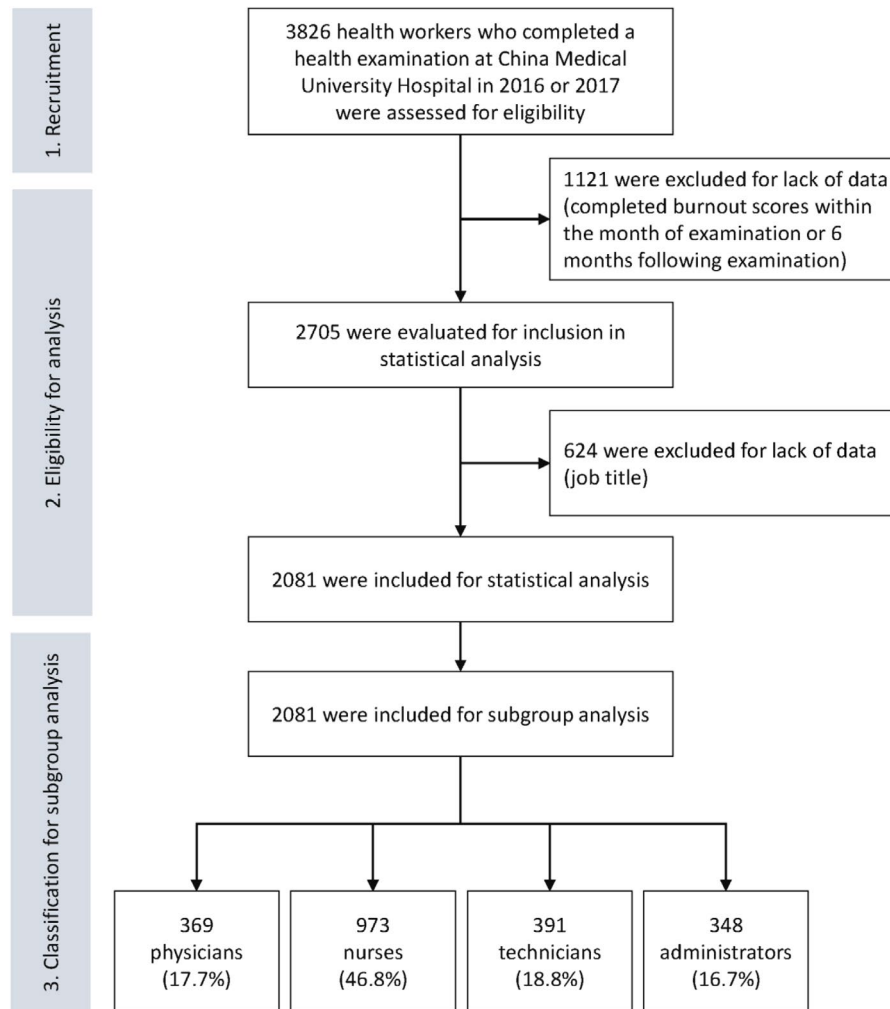 1. Recruitment
3826 health workers who completed a
health examination at China Medical
University Hospital in 2016 or 2017
were assessed for eligibility
1121 were excluded for lack of data
(completed burnout scores within
the month of examination or 6
months following examination)
2. Eligibility for analysis
2705 were evaluated for inclusion in
statistical analysis
624 were excluded for lack of data
(job title)
2081 were included for statistical analysis
3. Classification for subgroup analysis
2081 were included for subgroup analysis
369
physicians
(17.7%)
973
nurses
(46.8%)
391
technicians
(18.8%)
348
administrators
(16.7%)